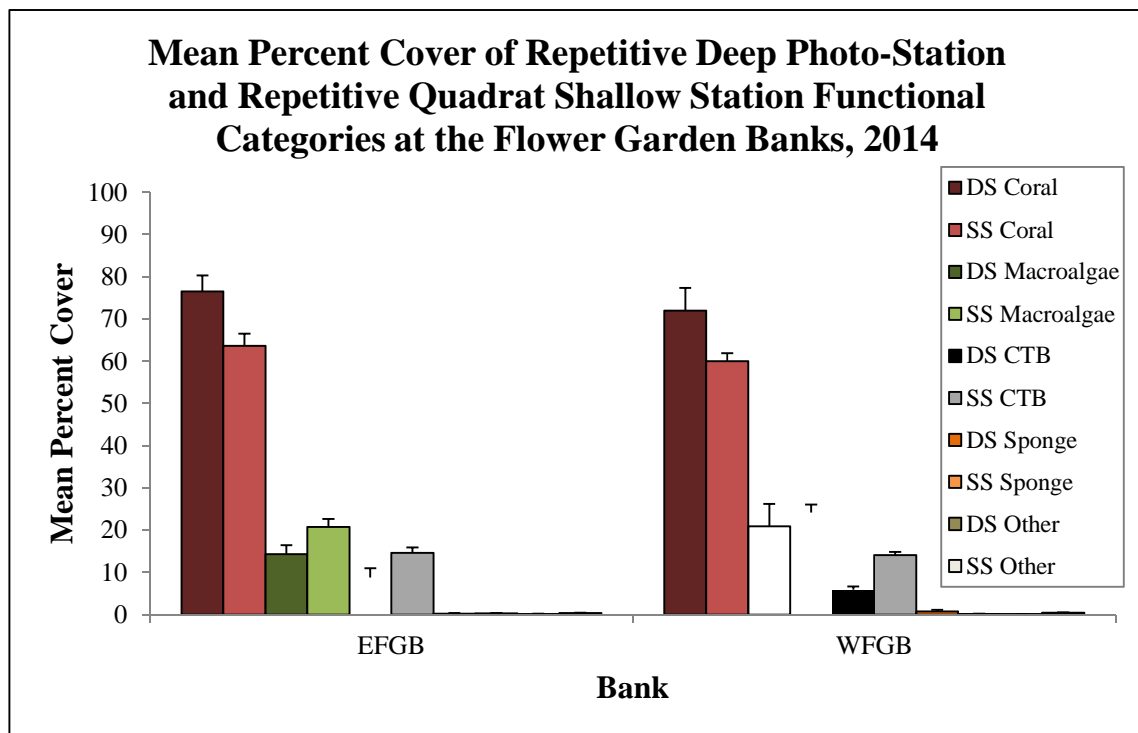 Mean Percent Cover of Repetitive Deep Photo-Station
and Repetitive Quadrat Shallow Station Functional
Categories at the Flower Garden Banks, 2014
Mean Percent Cover
100
90
80
70
60
50
40
30
20
10
0
EFGB
WFGB
Bank
DS Coral
SS Coral
DS Macroalgae
SS Macroalgae
DS CTB
SS CTB
DS Sponge
SS Sponge
DS Other
SS Other